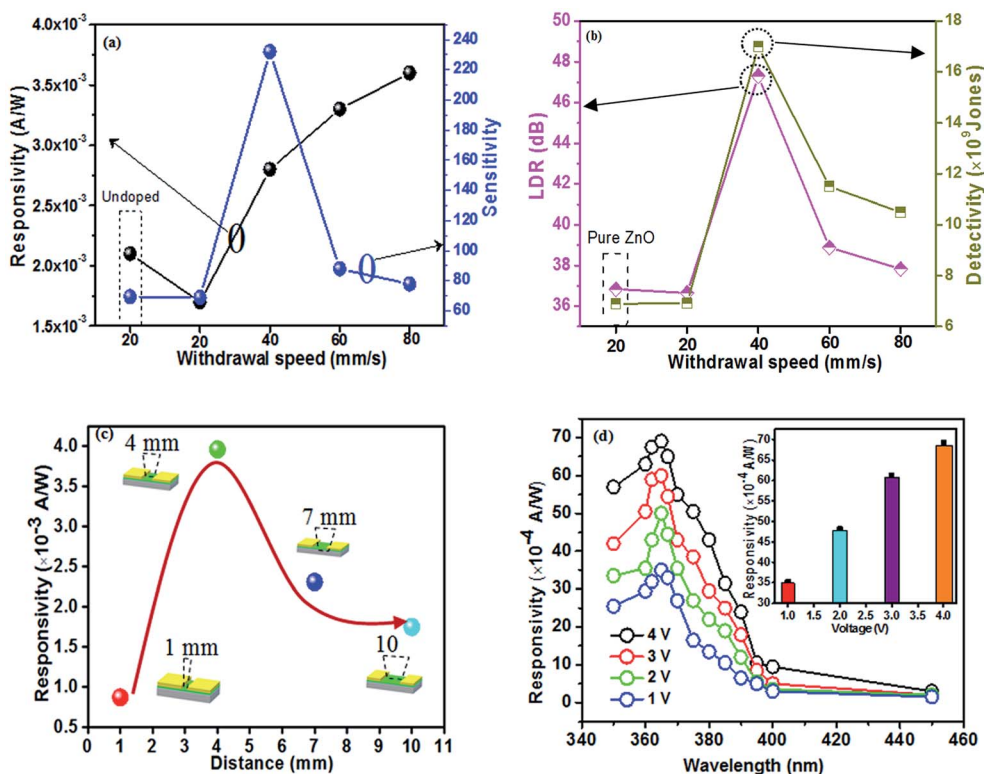 (a)
Responsivity (A/W)
4.0x10⁻³
3.5x10⁻³
3.0x10⁻³
2.5x10⁻³
2.0x10⁻³
1.5x10⁻³
Undoped
20 20 40 60 80
Withdrawal speed (mm/s)
240
220
200
180
160
140
120
100
80
60
Sensitivity
(b)
LDR (dB)
50
48
46
44
42
40
38
36
Pure ZnO
20 20 40 60 80
Withdrawal speed (mm/s)
18
16
14
12
10
8
6
Detectivity (×10⁹Jones)
(c)
Responsivity (×10⁻³ A/W)
4.0
3.5
3.0
2.5
2.0
1.5
1.0
0.5
4 mm
7 mm
1 mm
10
0 1 2 3 4 5 6 7 8 9 10 11
Distance (mm)
(d)
Responsivity (×10⁻⁴ A/W)
70
60
50
40
30
20
10
0
4 V
3 V
2 V
1 V
340 360 380 400 420 440 460
Wavelength (nm)
Responsivity (×10⁻⁴ A/W)
70
65
60
55
50
45
40
35
30
1.0 1.5 2.0 2.5 3.0 3.5 4.0
Voltage (V)